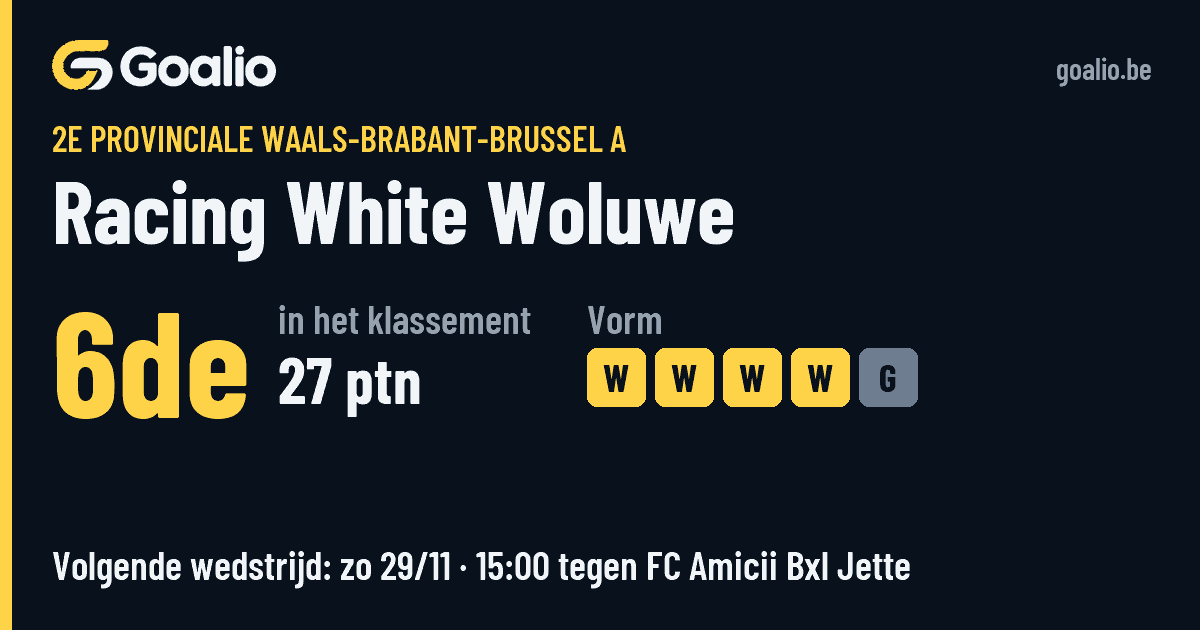 Goalio
goalio.be
2E PROVINCIALE WAALS-BRABANT-BRUSSEL A
Racing White Woluwe
6de
in het klassement
27 ptn
Vorm
W W W W G
Volgende wedstrijd: zo 29/11 · 15:00 tegen FC Amicii Bxl Jette